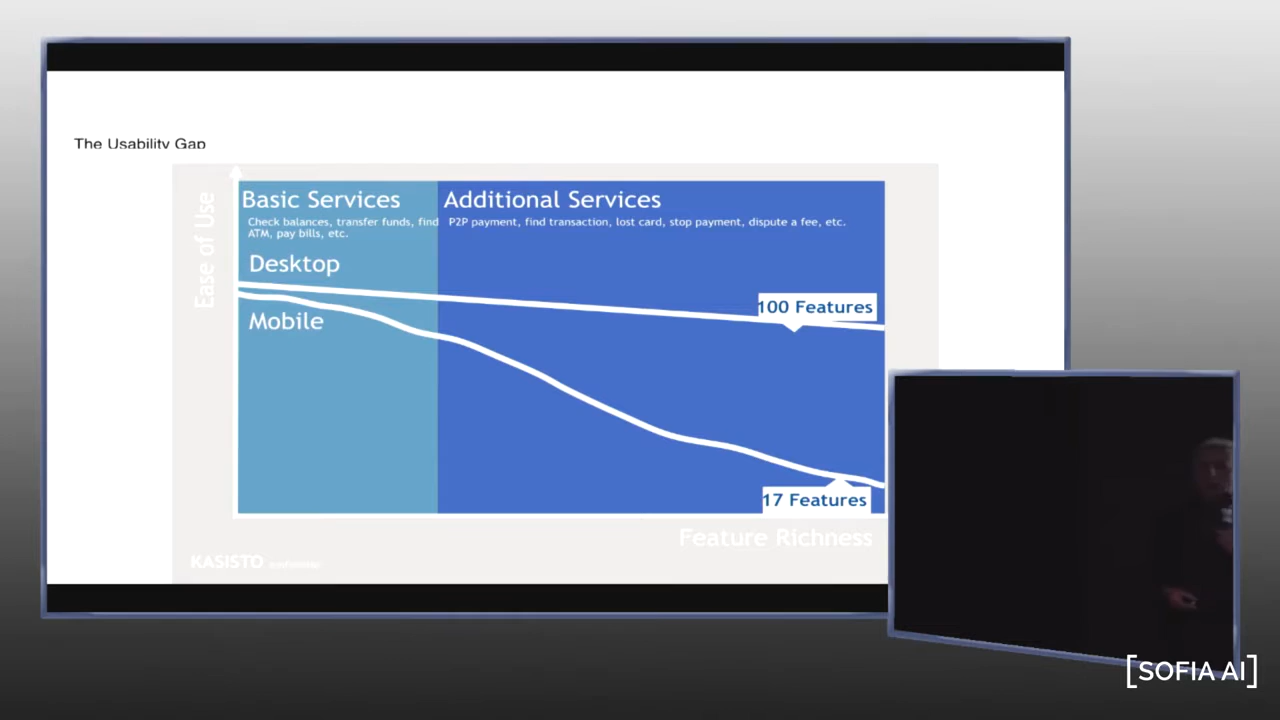 The Usability Gap
Ease of Use
Basic Services
Check balances, transfer funds, find
ATM, pay bills, etc.
Additional Services
P2P payment, find transaction, lost card, stop payment, dispute a fee, etc.
Desktop
100 Features
Mobile
17 Features
Feature Richness
KASISTO
[SOFIA AI]